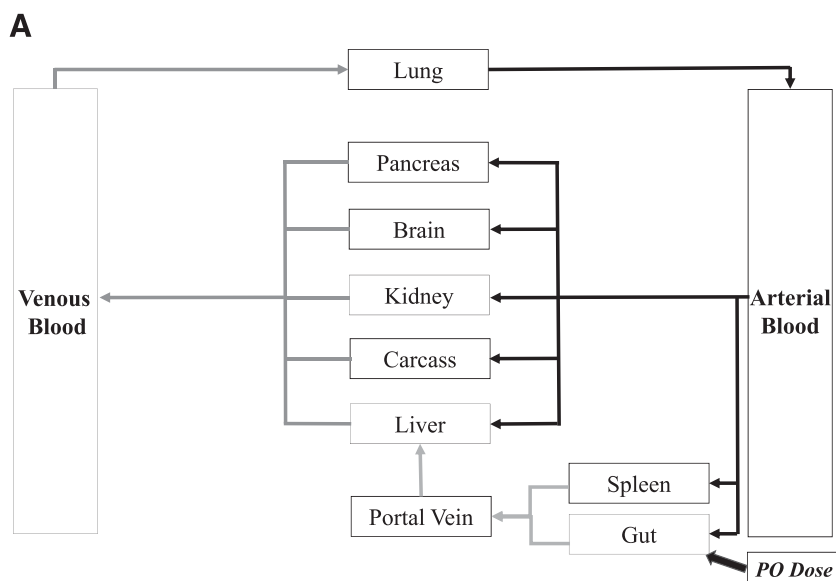 A
Lung
Pancreas
Brain
Venous
Blood
Kidney
Arterial
Blood
Carcass
Liver
Spleen
Portal Vein
Gut
PO Dose